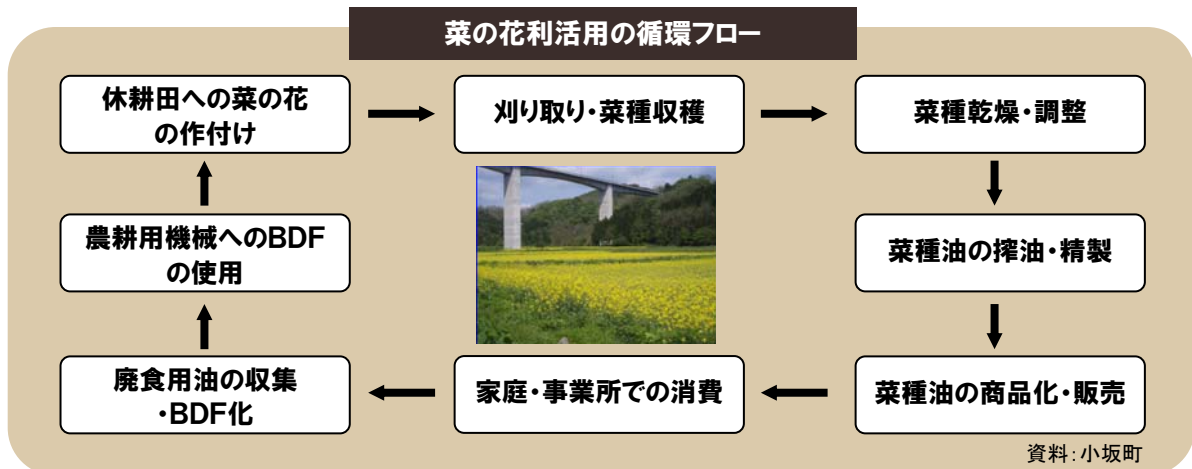 菜の花利活用の循環フロー
休耕田への菜の花
の作付け
刈り取り・菜種収穫
菜種乾燥・調整
農耕用機械へのBDF
の使用
菜種油の搾油・精製
廃食用油の収集
・BDF化
家庭・事業所での消費
菜種油の商品化・販売
資料：小坂町